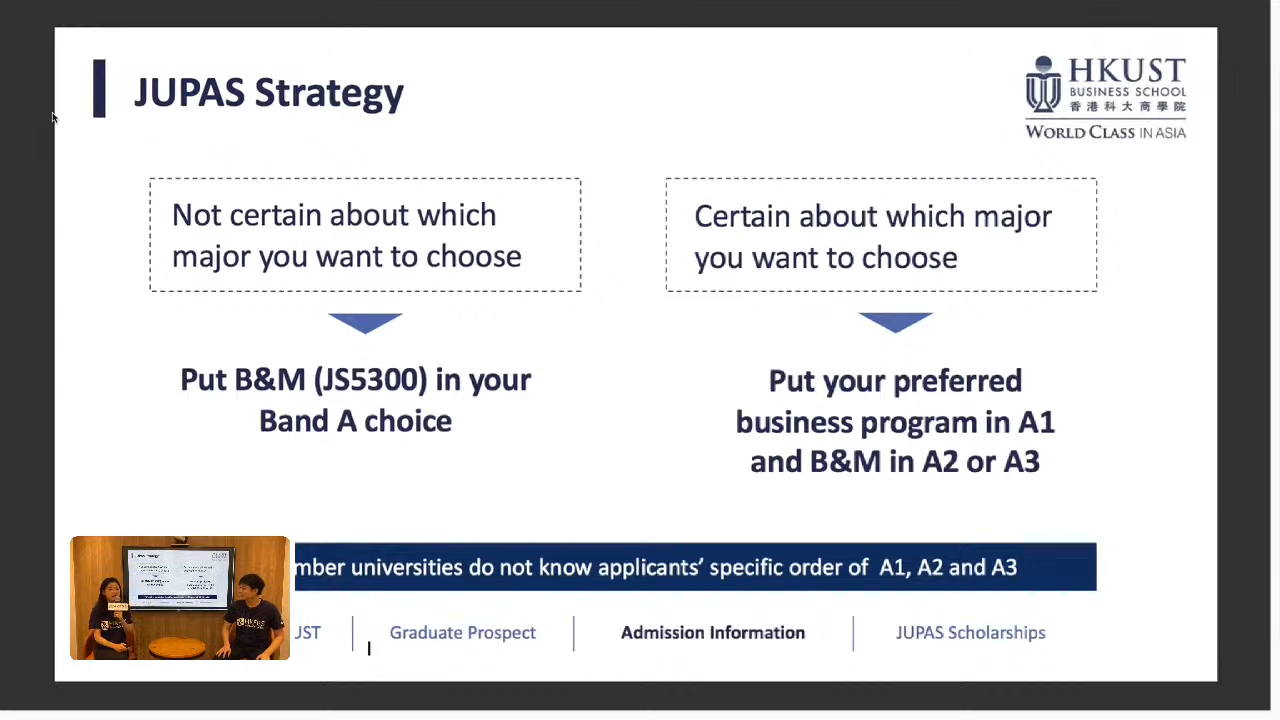 JUPAS Strategy
HKUST
BUSINESS SCHOOL
香港科大商學院
WORLD CLASS IN ASIA
Not certain about which
major you want to choose
Certain about which major
you want to choose
Put B&M (JS5300) in your
Band A choice
Put your preferred
business program in A1
and B&M in A2 or A3
mber universities do not know applicants’ specific order of A1, A2 and A3
UST
Graduate Prospect
Admission Information
JUPAS Scholarships